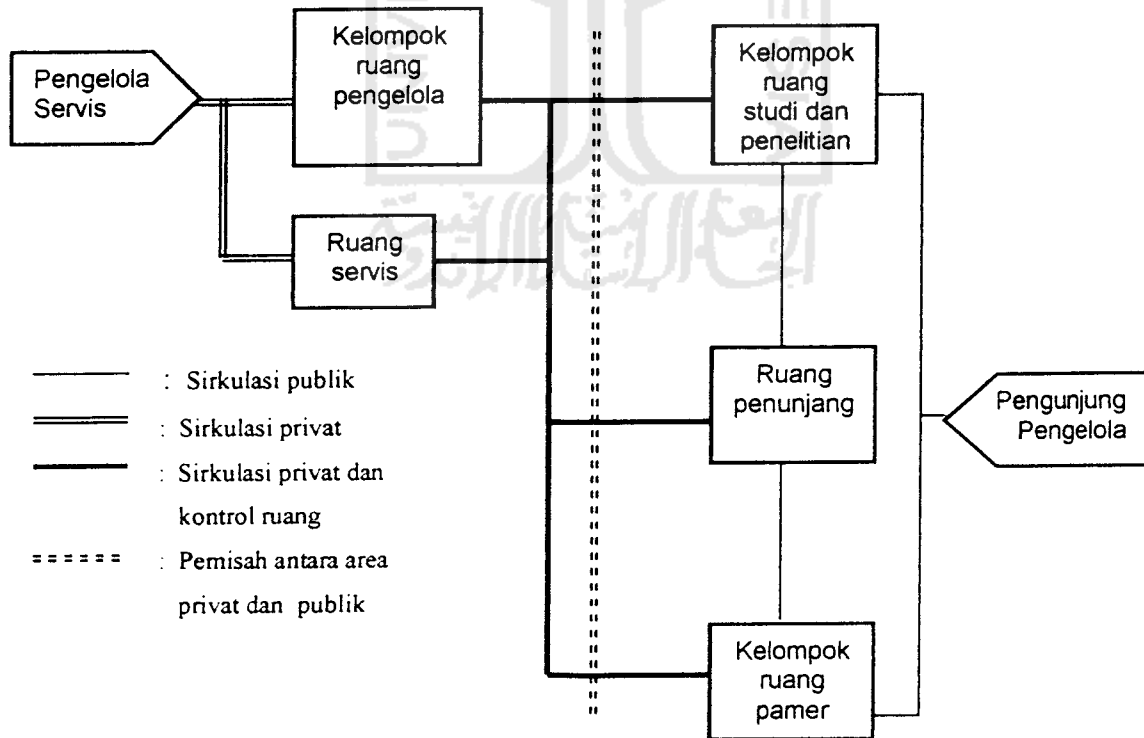 Pengelola
Servis
Kelompok
ruang
pengelola
Ruang
servis
Kelompok
ruang
studi dan
penelitian
Ruang
penunjang
Kelompok
ruang
pamer
Pengunjung
Pengelola
: Sirkulasi publik
: Sirkulasi privat
: Sirkulasi privat dan
kontrol ruang
: Pemisah antara area
privat dan publik